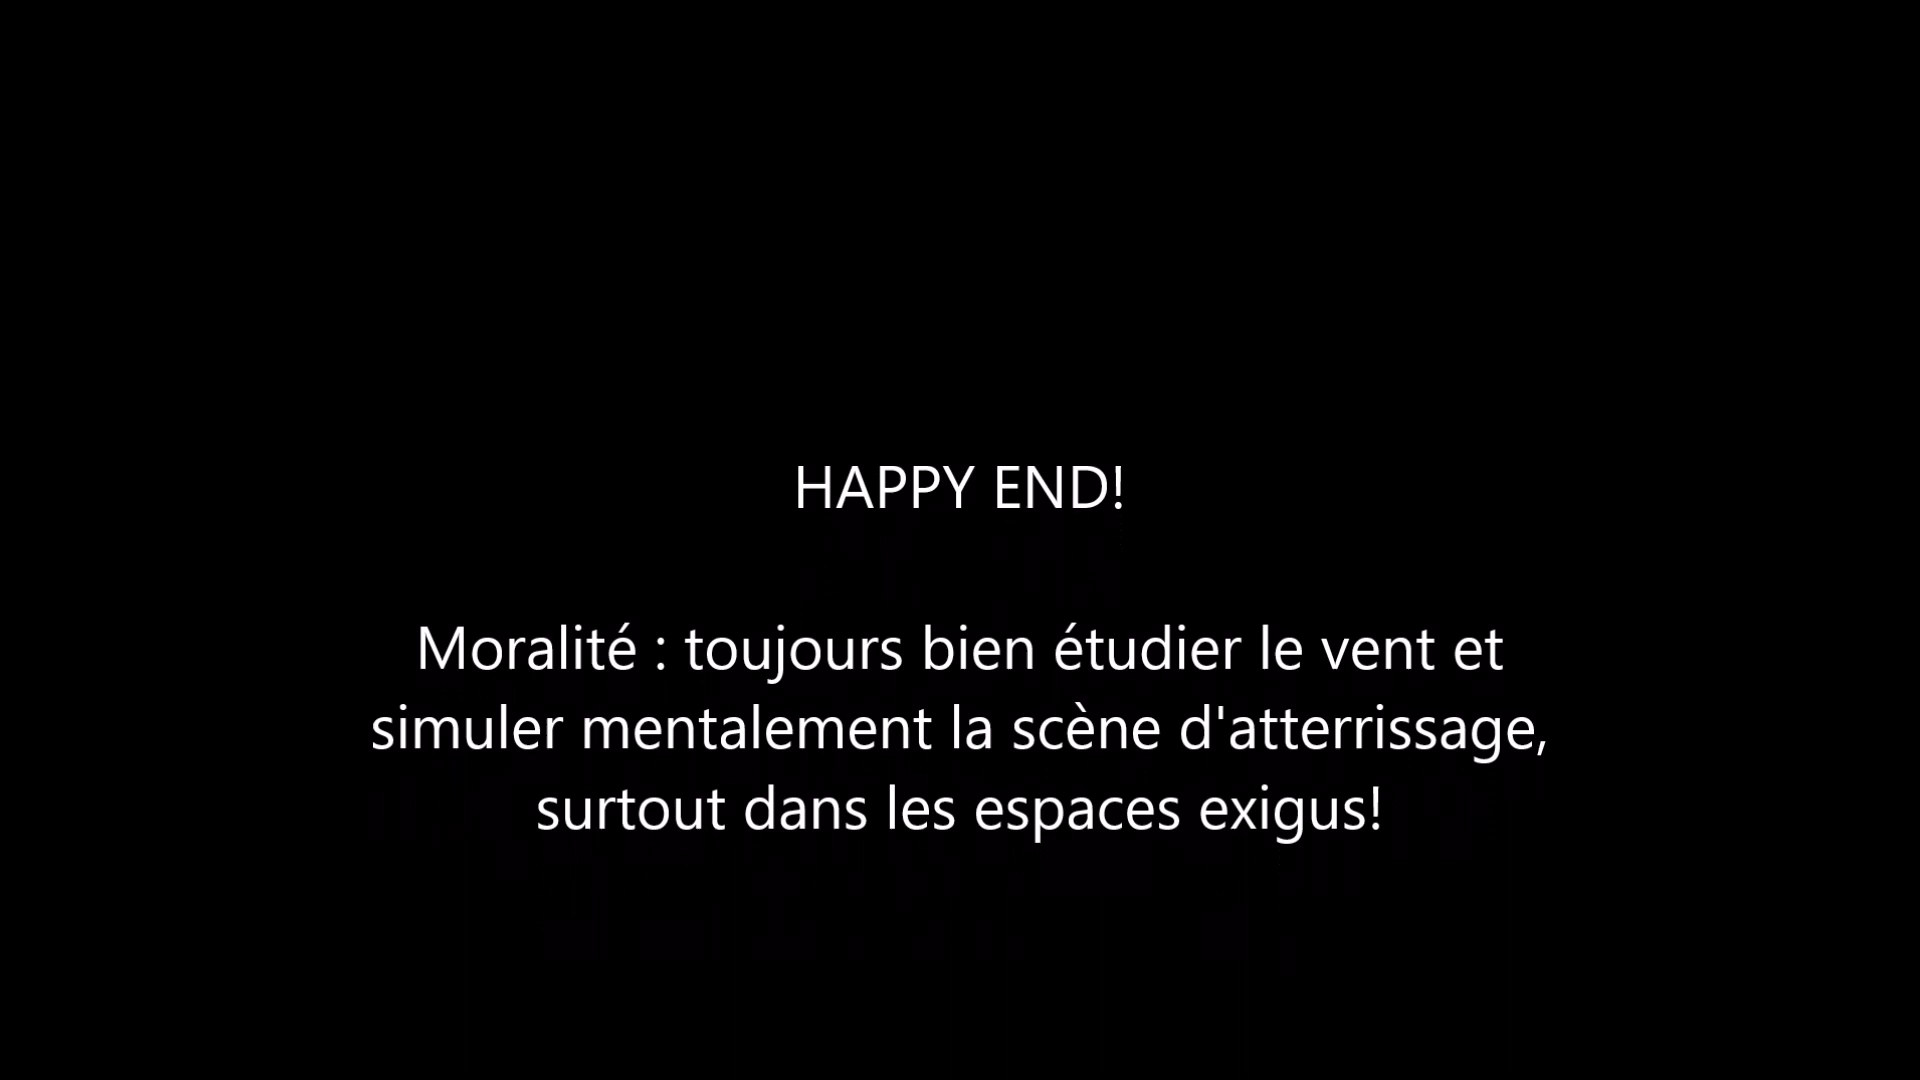 HAPPY END!
Moralité : toujours bien étudier le vent et
simuler mentalement la scène d'atterrissage,
surtout dans les espaces exigus!